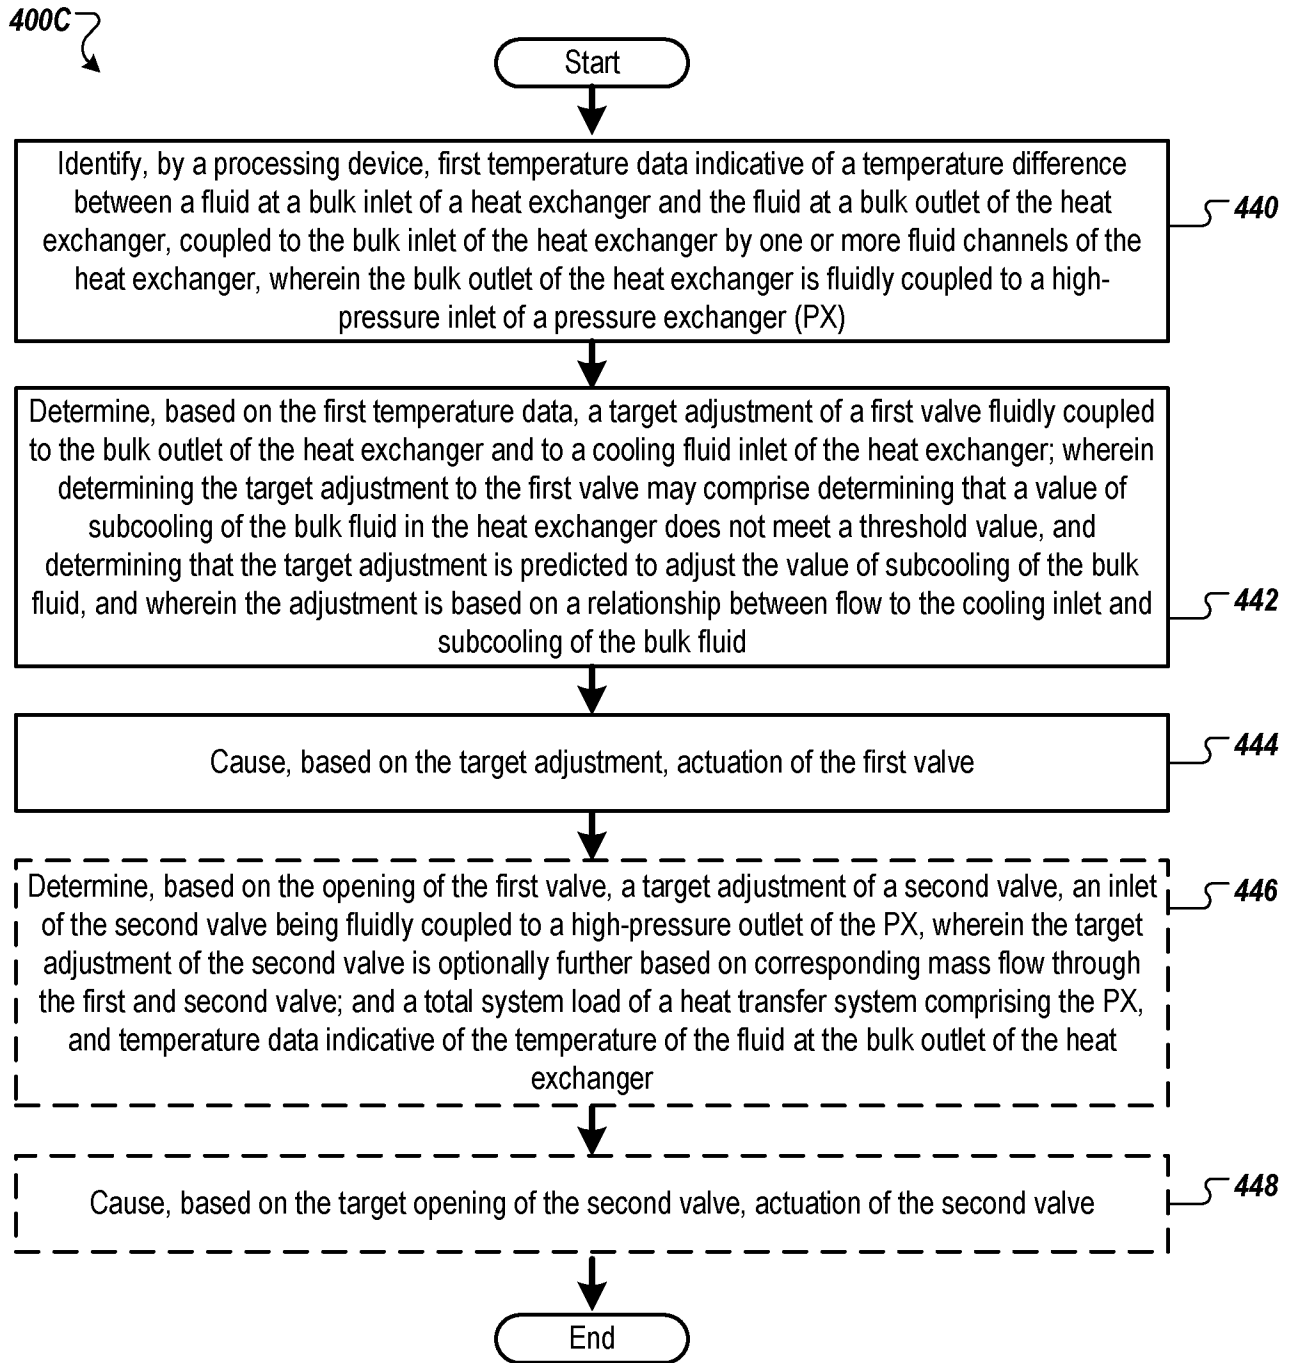 400C
Start
Identify, by a processing device, first temperature data indicative of a temperature difference
between a fluid at a bulk inlet of a heat exchanger and the fluid at a bulk outlet of the heat
exchanger, coupled to the bulk inlet of the heat exchanger by one or more fluid channels of the
heat exchanger, wherein the bulk outlet of the heat exchanger is fluidly coupled to a high-
pressure inlet of a pressure exchanger (PX)
440
Determine, based on the first temperature data, a target adjustment of a first valve fluidly coupled
to the bulk outlet of the heat exchanger and to a cooling fluid inlet of the heat exchanger; wherein
determining the target adjustment to the first valve may comprise determining that a value of
subcooling of the bulk fluid in the heat exchanger does not meet a threshold value, and
determining that the target adjustment is predicted to adjust the value of subcooling of the bulk
fluid, and wherein the adjustment is based on a relationship between flow to the cooling inlet and
subcooling of the bulk fluid
442
Cause, based on the target adjustment, actuation of the first valve
444
Determine, based on the opening of the first valve, a target adjustment of a second valve, an inlet
of the second valve being fluidly coupled to a high-pressure outlet of the PX, wherein the target
adjustment of the second valve is optionally further based on corresponding mass flow through
the first and second valve; and a total system load of a heat transfer system comprising the PX,
and temperature data indicative of the temperature of the fluid at the bulk outlet of the heat
exchanger
446
Cause, based on the target opening of the second valve, actuation of the second valve
448
End